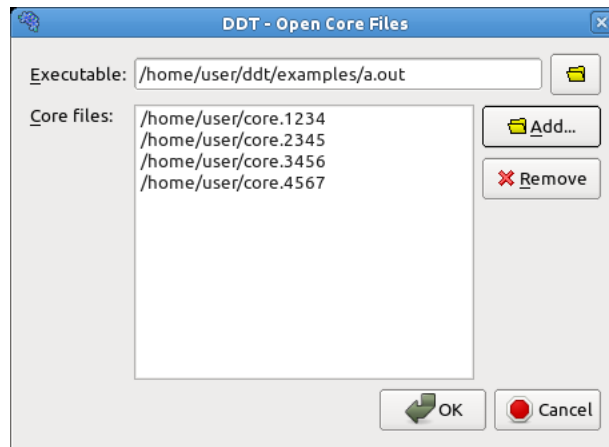 DDT - Open Core Files
Executable: /home/user/ddt/examples/a.out
Core files:
/home/user/core.1234
/home/user/core.2345
/home/user/core.3456
/home/user/core.4567
Add...
Remove
OK
Cancel